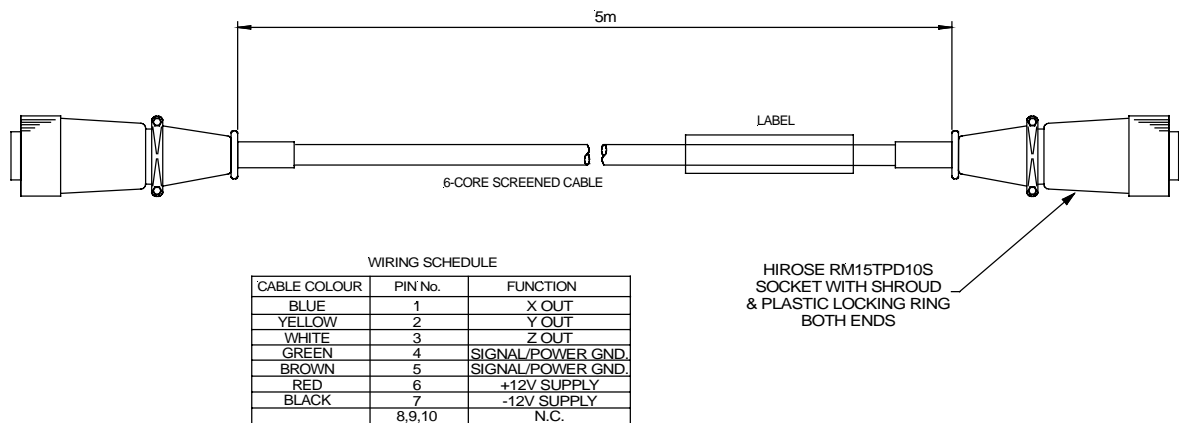 5m
LABEL
6-CORE SCREENED CABLE
WIRING SCHEDULE
CABLE COLOUR PIN No. FUNCTION
BLUE 1 X OUT
YELLOW 2 Y OUT
WHITE 3 Z OUT
GREEN 4 SIGNAL/POWER GND.
BROWN 5 SIGNAL/POWER GND.
RED 6 +12V SUPPLY
BLACK 7 -12V SUPPLY
8,9,10 N.C.
HIROSE RM15TPD10S
SOCKET WITH SHROUD
& PLASTIC LOCKING RING
BOTH ENDS